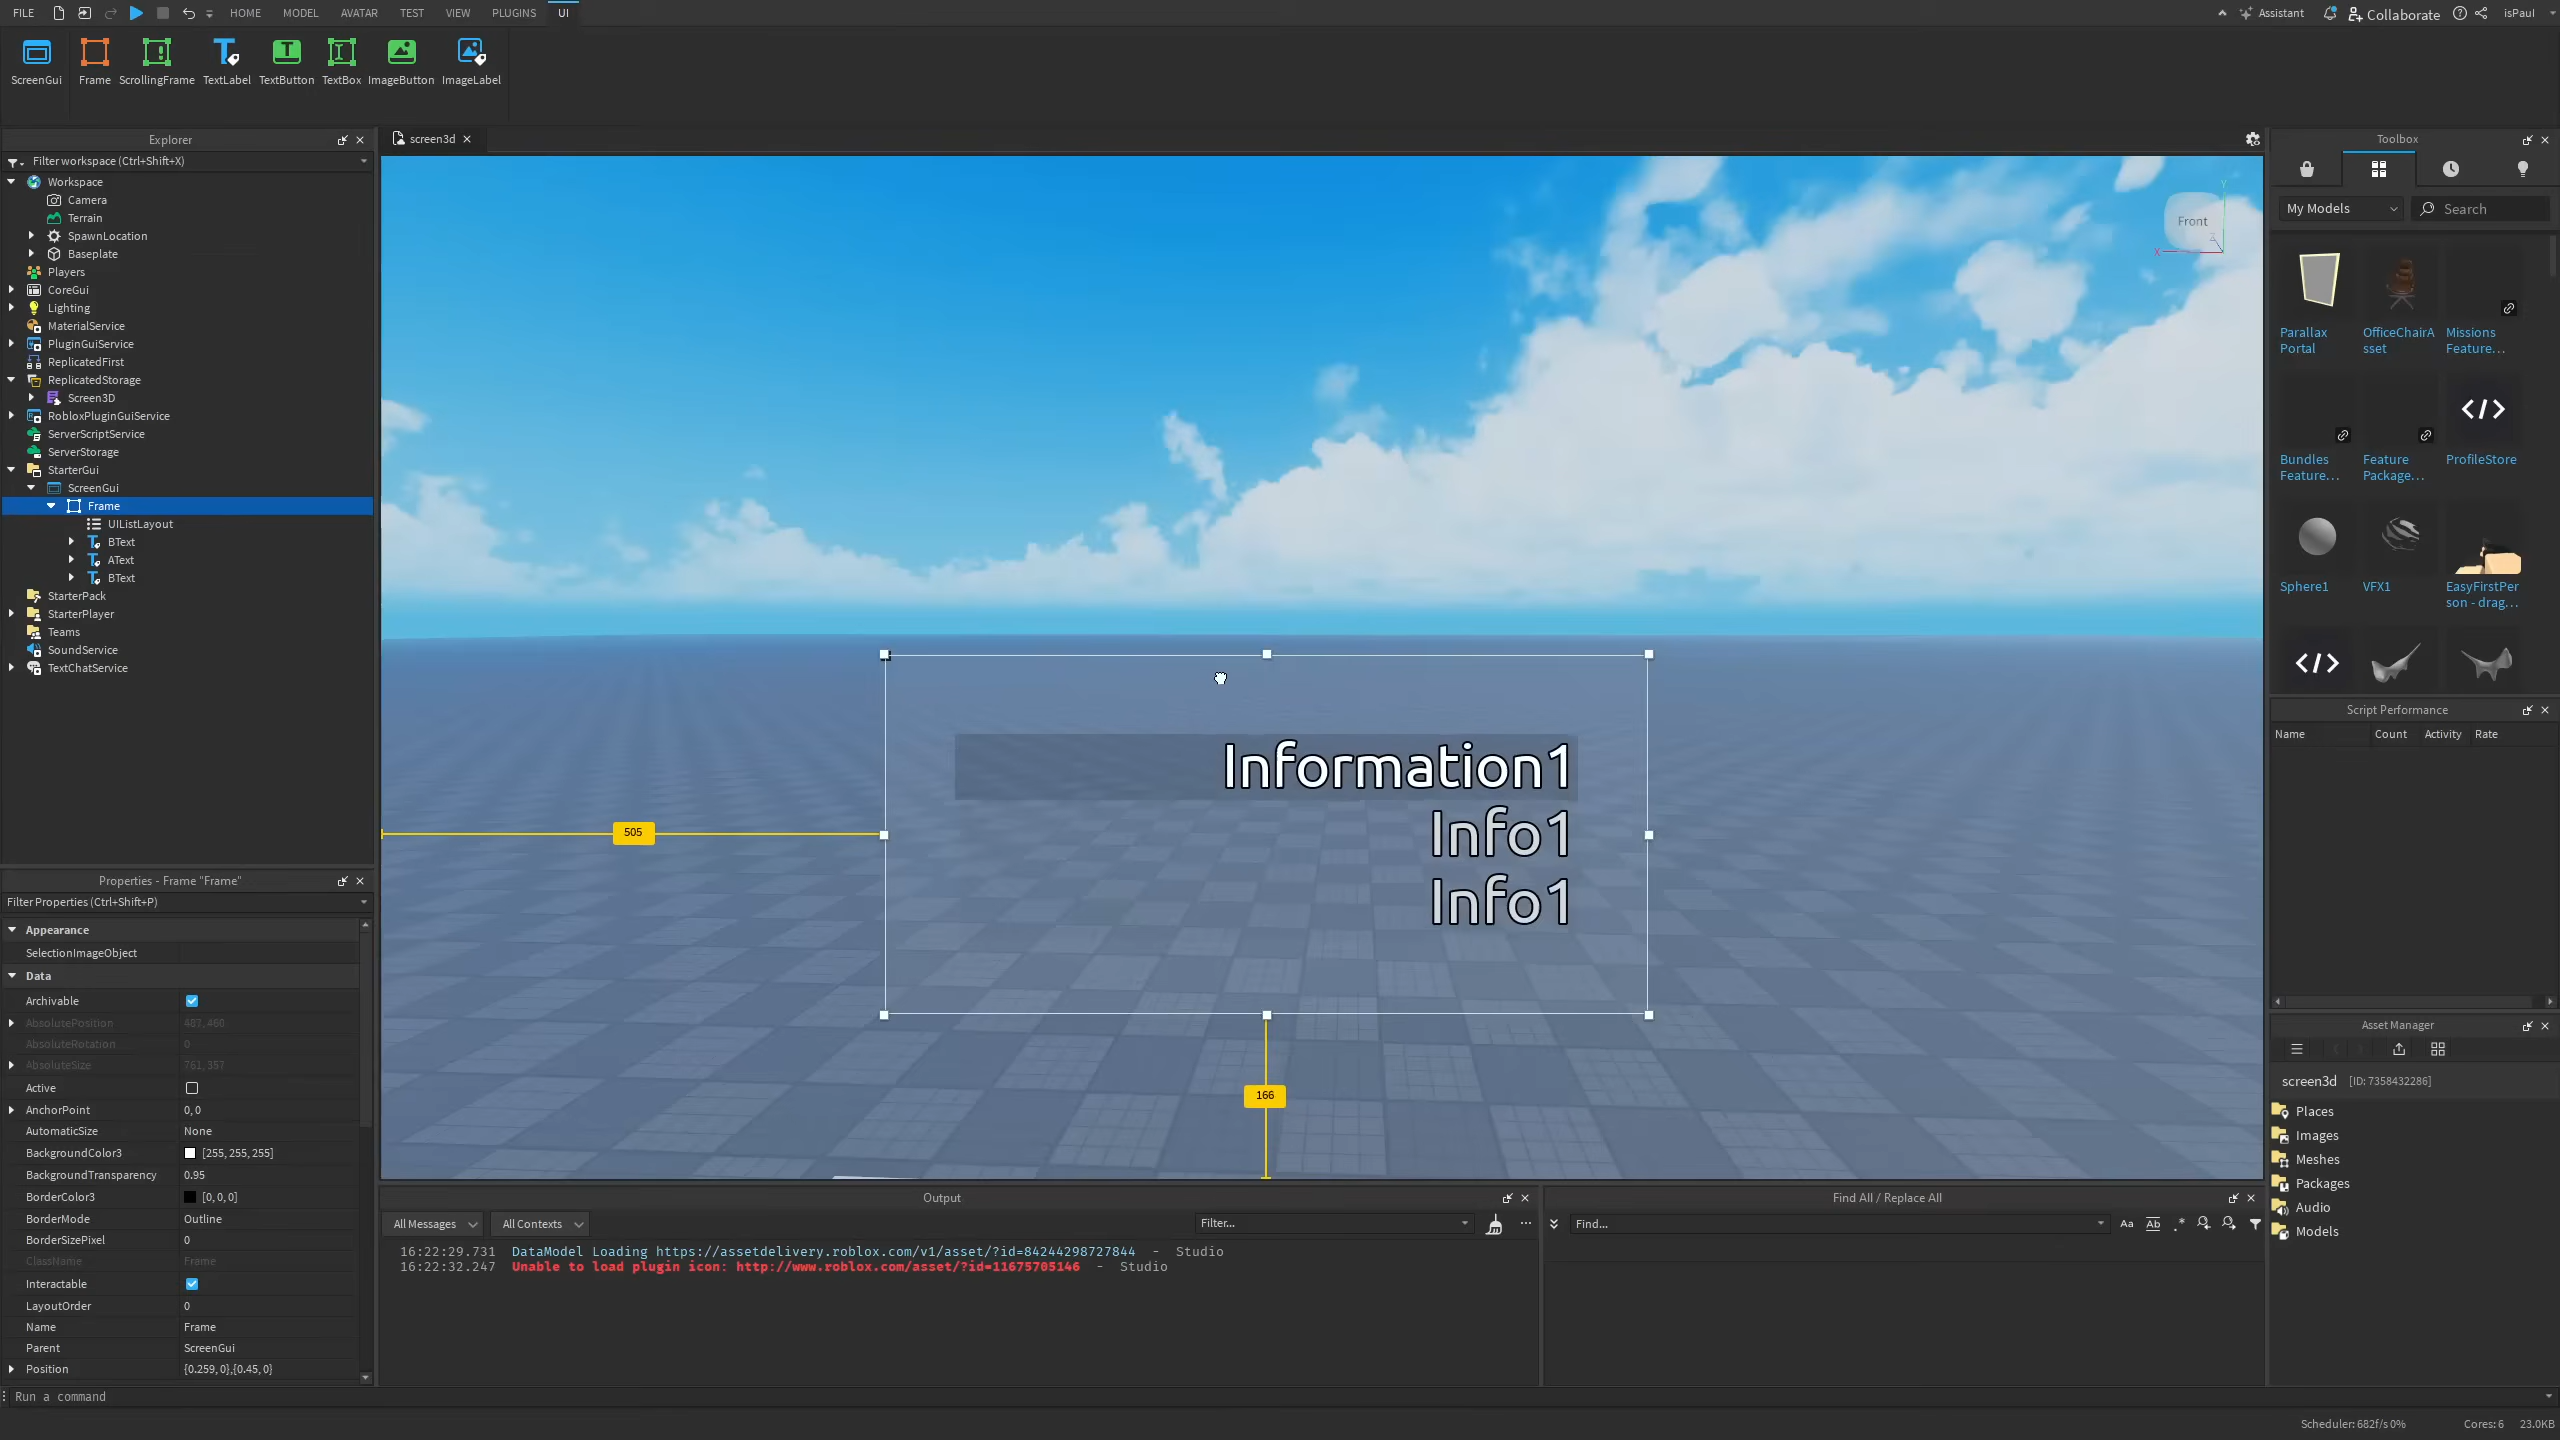 FILE HOME MODEL AVATAR TEST VIEW PLUGINS UI Assistant Collaborate isPaul
ScreenGui Frame ScrollingFrame TextLabel TextButton TextBox ImageButton ImageLabel
Explorer
Filter workspace (Ctrl+Shift+X)
Workspace
Camera
Terrain
SpawnLocation
Baseplate
Players
CoreGui
Lighting
MaterialService
PluginGuiService
ReplicatedFirst
ReplicatedStorage
Screen3D
RobloxPluginGuiService
ServerScriptService
ServerStorage
StarterGui
ScreenGui
Frame
UIListLayout
BText
AText
BText
StarterPack
StarterPlayer
Teams
SoundService
TextChatService
Properties - Frame "Frame"
Filter Properties (Ctrl+Shift+P)
Appearance
SelectionImageObject
Data
Archivable
AbsolutePosition
AbsoluteRotation 0
AbsoluteSize 761, 357
Active
AnchorPoint 0, 0
AutomaticSize None
BackgroundColor3 [255, 255, 255]
BackgroundTransparency 0.95
BorderColor3 [0, 0, 0]
BorderMode Outline
BorderSizePixel 0
ClassName Frame
Interactable
LayoutOrder 0
Name Frame
Parent ScreenGui
Position {0.259, 0},{0.45, 0}
Run a command
screen3d
Front
Y
X
Z
Information1
Info1
Info1
505
166
Output
All Messages All Contexts Filter...
16:22:29.731 DataModel Loading https://assetdelivery.roblox.com/v1/asset/?id=84244298727844 - Studio
16:22:32.247 Unable to load plugin icon: http://www.roblox.com/asset/?id=11675705146 - Studio
Find All / Replace All
Find... Aa Ab .*
Toolbox
My Models Search
Parallax Portal
OfficeChairA
sset
Missions
Feature...
Bundles
Feature...
Feature
Package...
ProfileStore
Sphere1
VFX1
EasyFirstPer
son - drag...
Script Performance
Name Count Activity Rate
Asset Manager
screen3d [ID: 7358432286]
Places
Images
Meshes
Packages
Audio
Models
Scheduler: 682f/s 0% Cores: 6 23.0KB